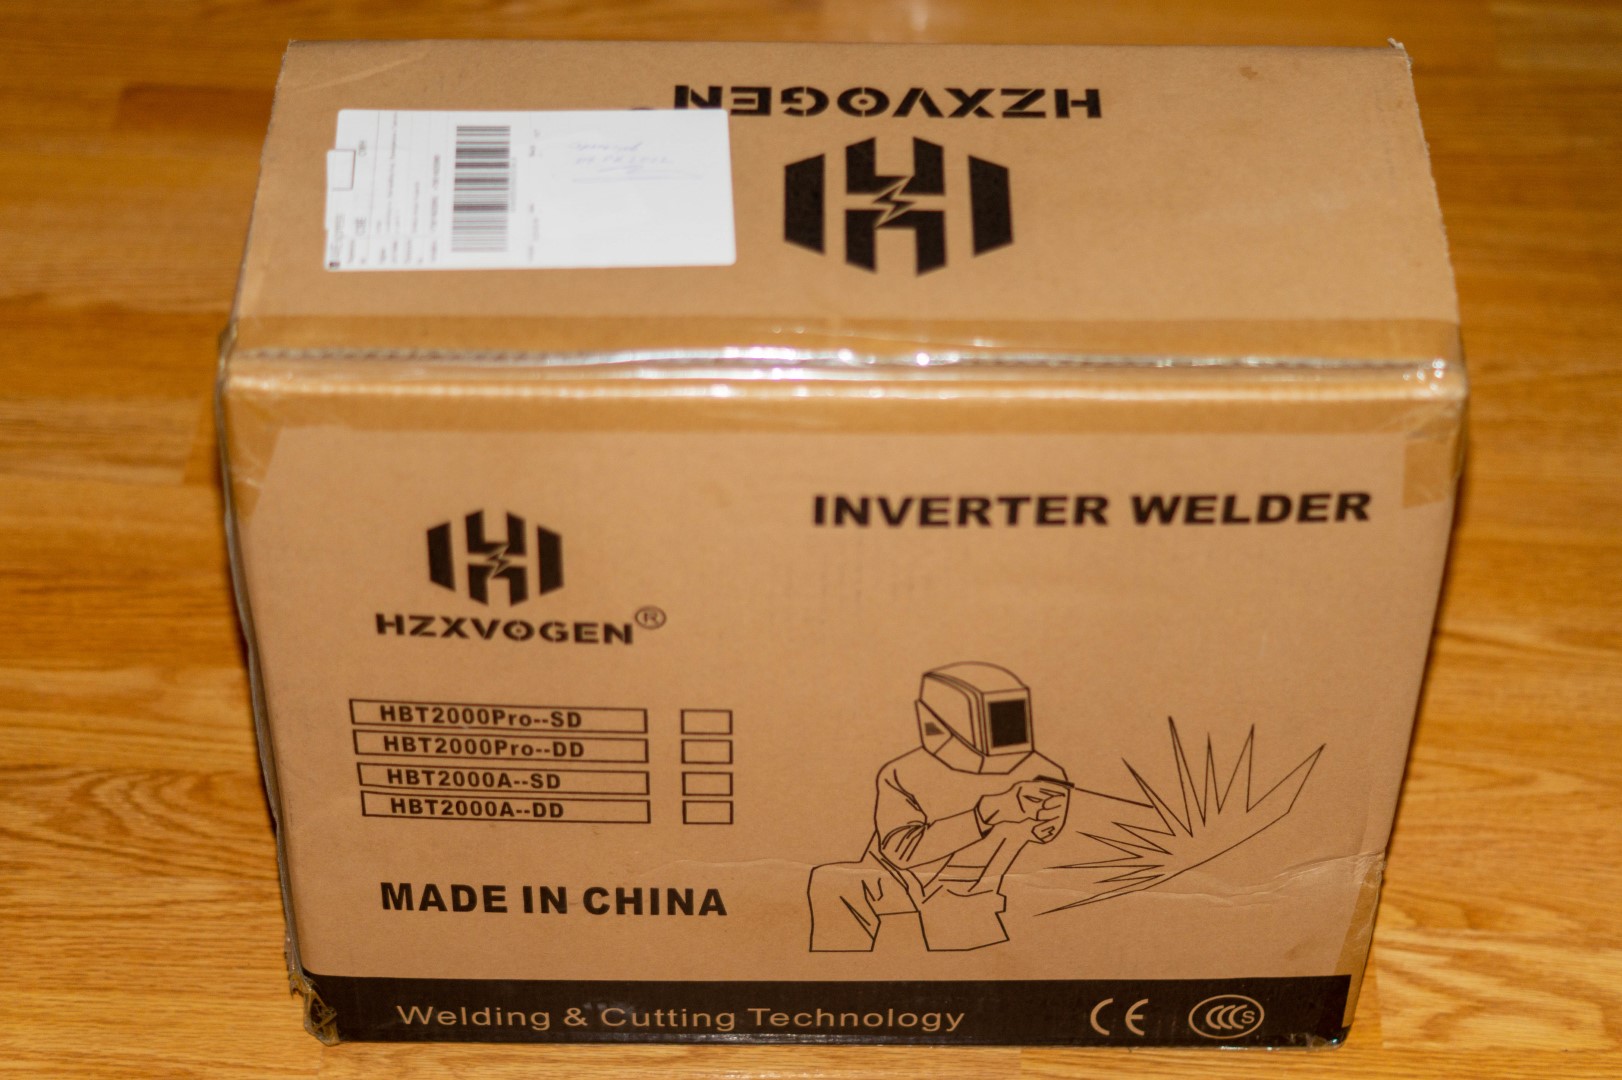 HZXVOGEN
INVERTER WELDER
HZXVOGEN®
HBT2000Pro--SD
HBT2000Pro--DD
HBT2000A--SD
HBT2000A--DD
MADE IN CHINA
Welding & Cutting Technology
CE CCCS